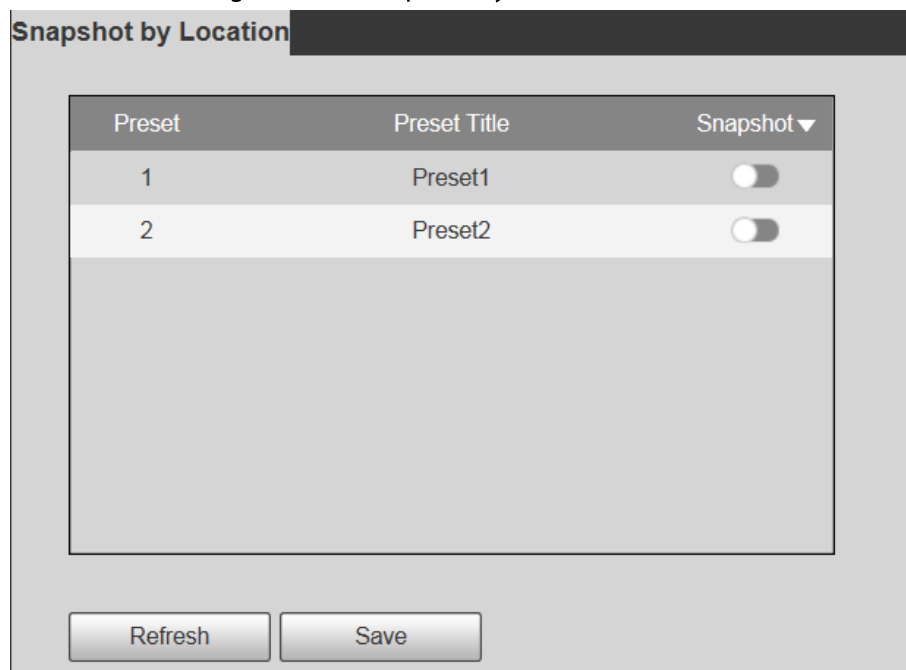 Snapshot by Location
Preset Preset Title Snapshot
1 Preset1
2 Preset2
Refresh Save